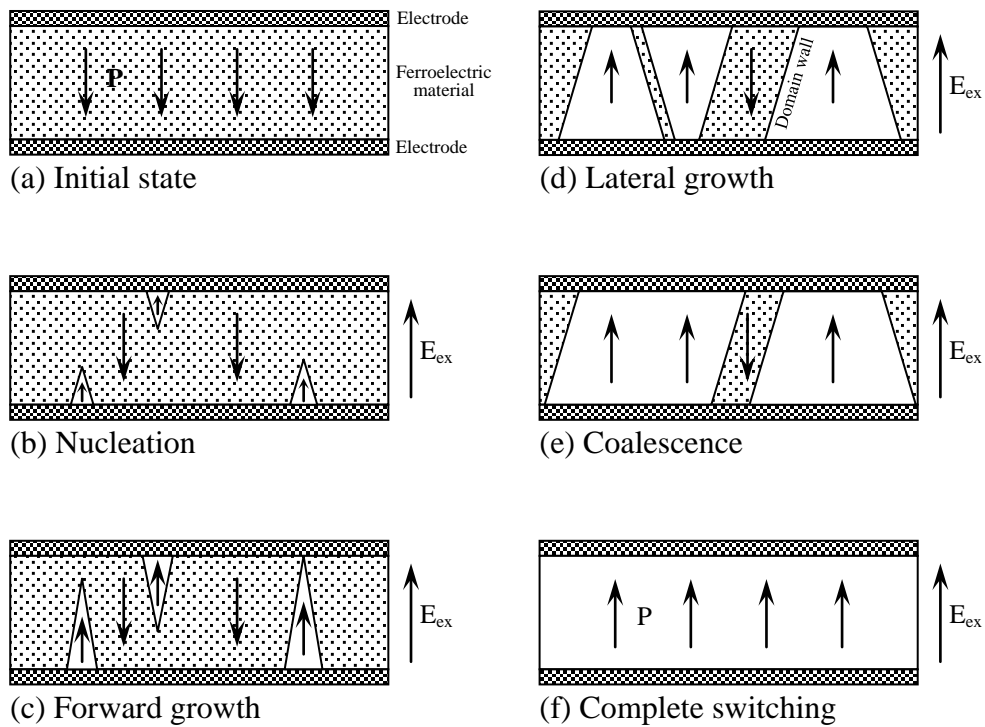 Electrode
P
Ferroelectric
material
Electrode
(a) Initial state
E_ex
(b) Nucleation
E_ex
(c) Forward growth
Domain wall
E_ex
(d) Lateral growth
E_ex
(e) Coalescence
P
E_ex
(f) Complete switching